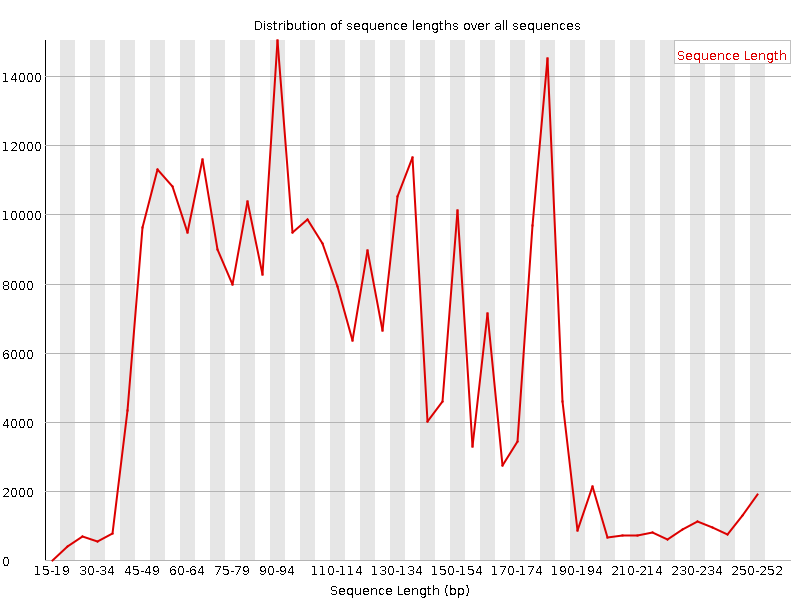 Distribution of sequence lengths over all sequences
Sequence Length
14000
12000
10000
8000
6000
4000
2000
0
15-19 30-34 45-49 60-64 75-79 90-94 110-114 130-134 150-154 170-174 190-194 210-214 230-234 250-252
Sequence Length (bp)